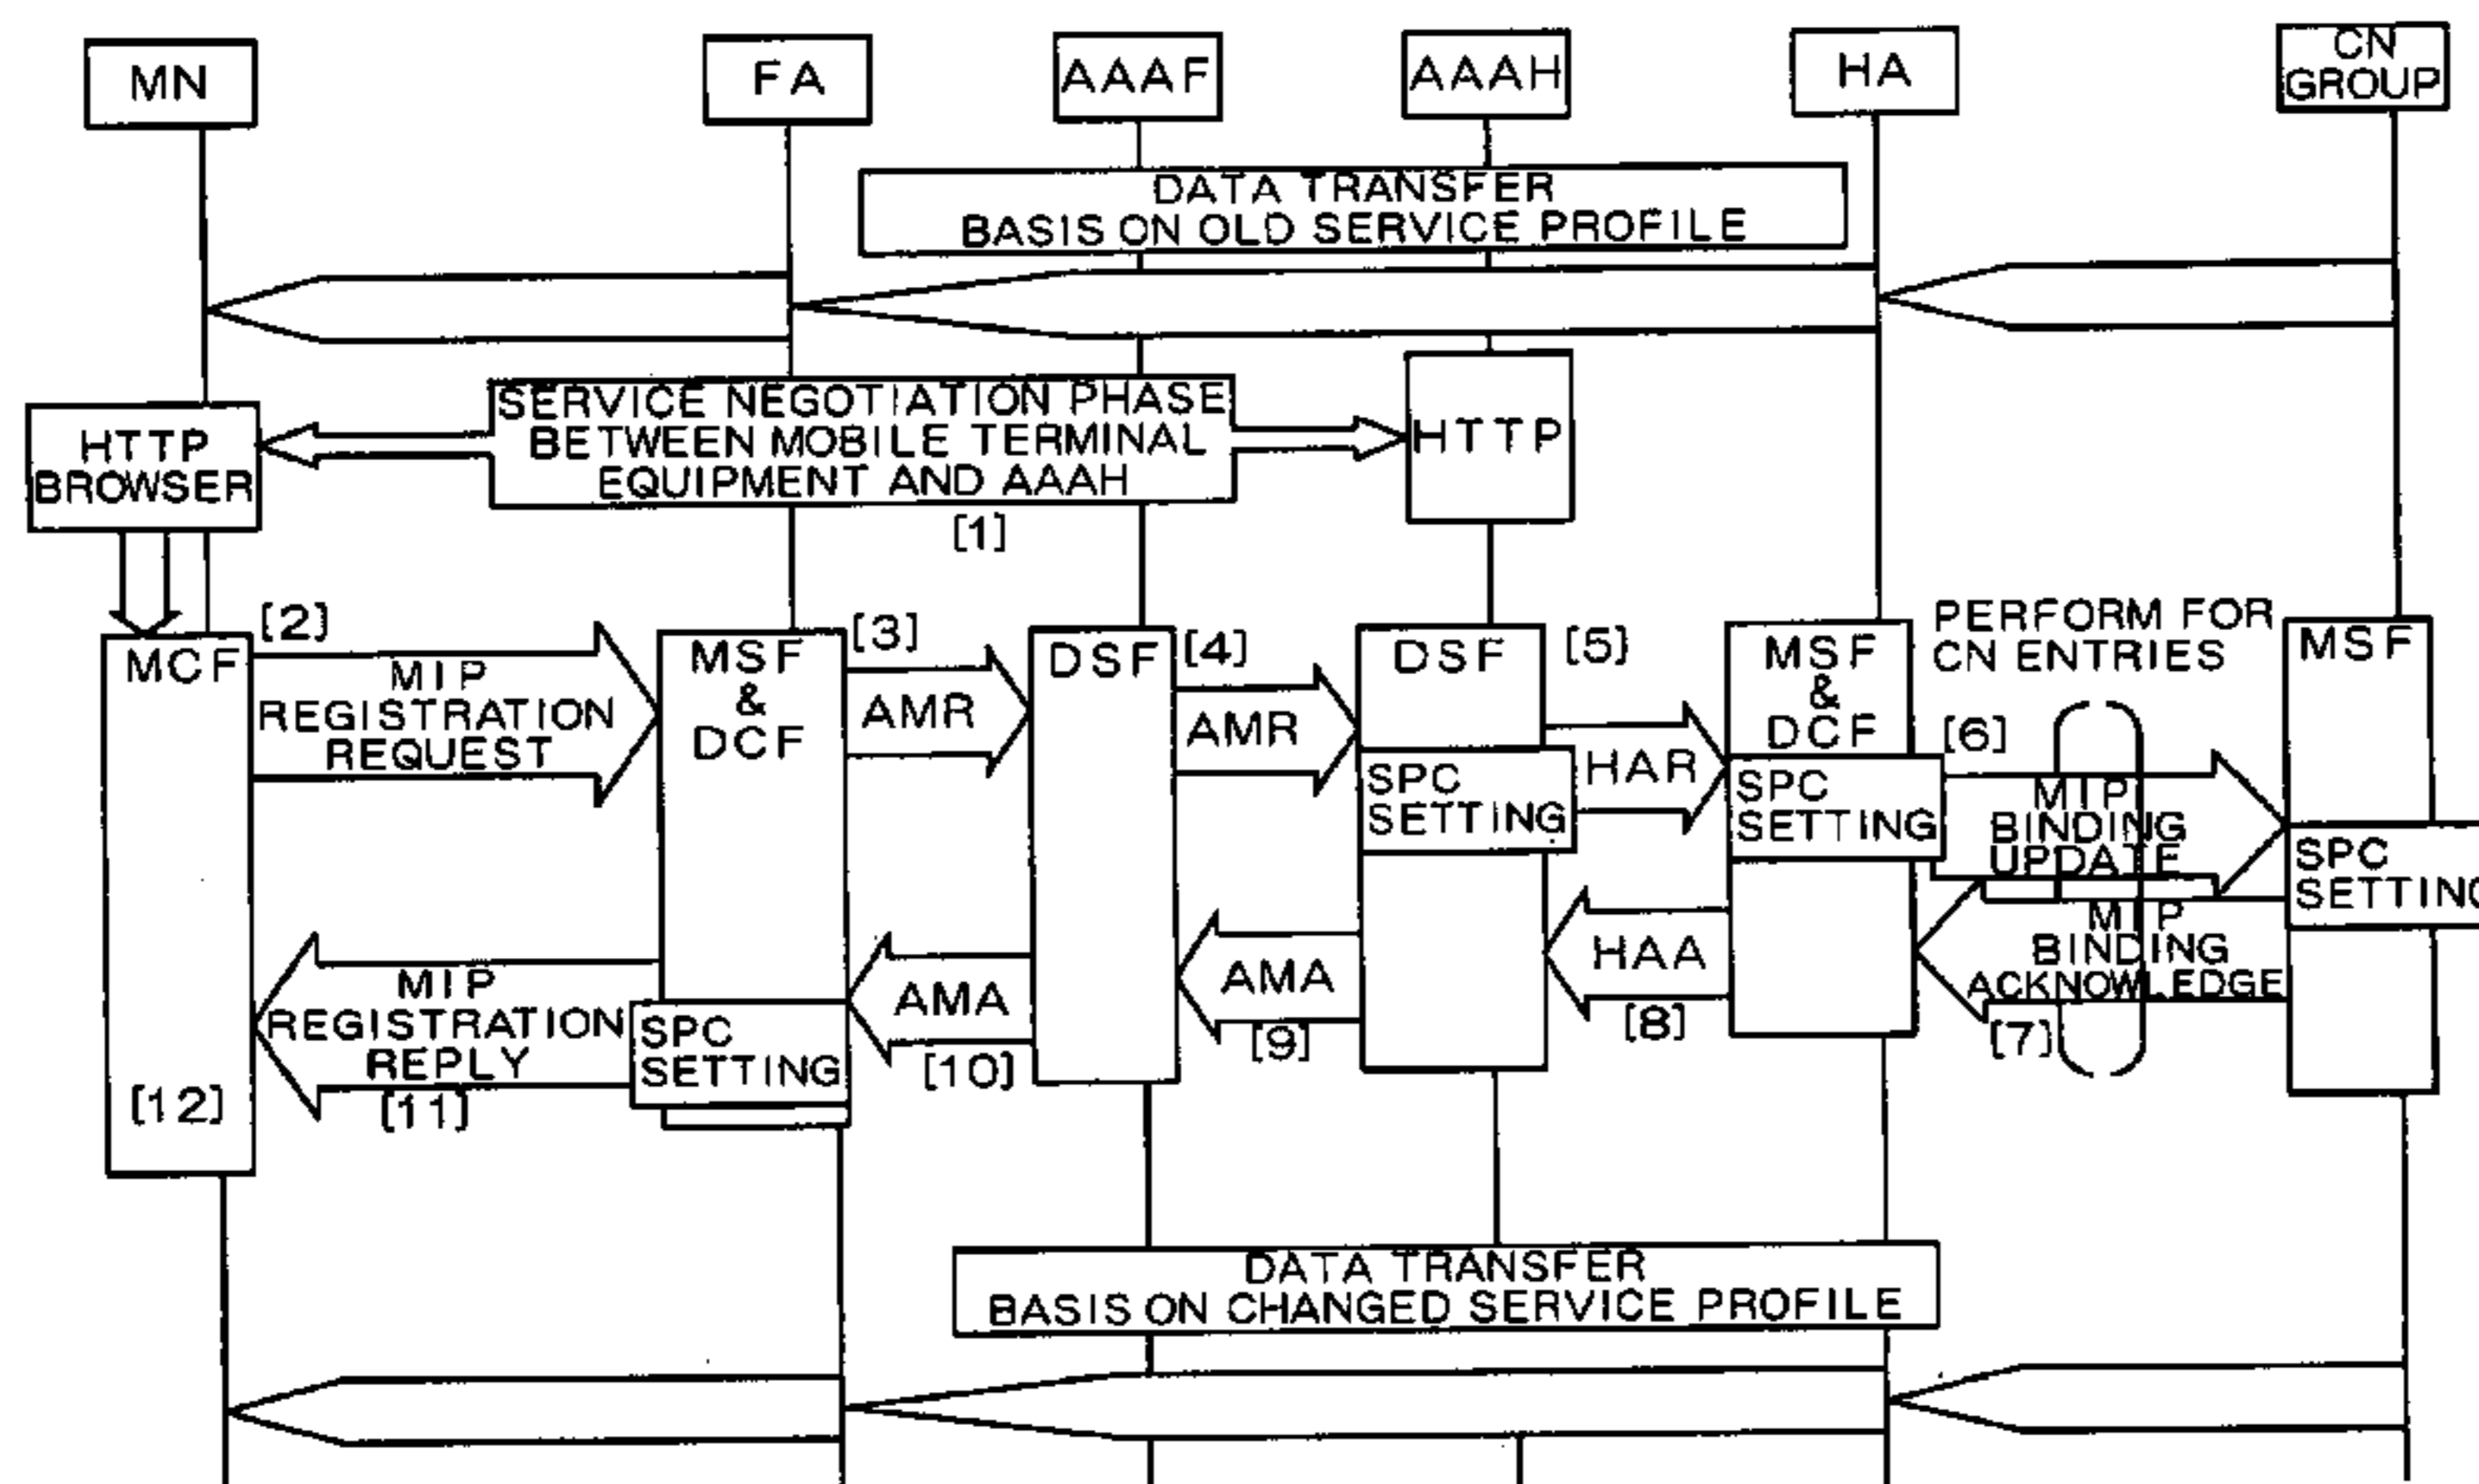 MN
FA
AAAF
AAAH
HA
CN
GROUP
DATA TRANSFER
BASIS ON OLD SERVICE PROFILE
HTTP
BROWSER
SERVICE NEGOTIATION PHASE
BETWEEN MOBILE TERMINAL
EQUIPMENT AND AAAH
[1]
HTTP
MCF
[2]
MIP
REGISTRATION
REQUEST
MSF
&
DCF
[3]
AMR
DSF
[4]
AMR
DSF
[5]
SPC
SETTING
HAR
MSF
&
DCF
SPC
SETTING
PERFORM FOR
CN ENTRIES
[6]
MIP
BINDING
UPDATE
MSF
SPC
SETTING
MIP
BINDING
ACKNOWLEDGE
[7]
HAA
[8]
AMA
[9]
AMA
[10]
SPC
SETTING
MIP
REGISTRATION
REPLY
[11]
[12]
DATA TRANSFER
BASIS ON CHANGED SERVICE PROFILE